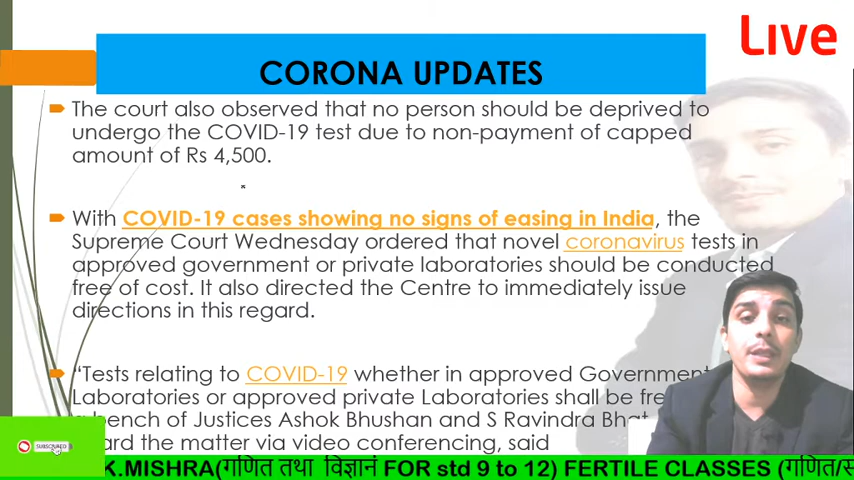 Live
CORONA UPDATES
The court also observed that no person should be deprived to
undergo the COVID-19 test due to non-payment of capped
amount of Rs 4,500.
With COVID-19 cases showing no signs of easing in India, the
Supreme Court Wednesday ordered that novel coronavirus tests in
approved government or private laboratories should be conducted
free of cost. It also directed the Centre to immediately issue
directions in this regard.
“Tests relating to COVID-19 whether in approved Government
Laboratories or approved private Laboratories shall be fre
bench of Justices Ashok Bhushan and S Ravindra Bhat
ard the matter via video conferencing, said
SUBSCRIBED
K.MISHRA(गणित तथा विज्ञान FOR std 9 to 12) FERTILE CLASSES (गणित/स